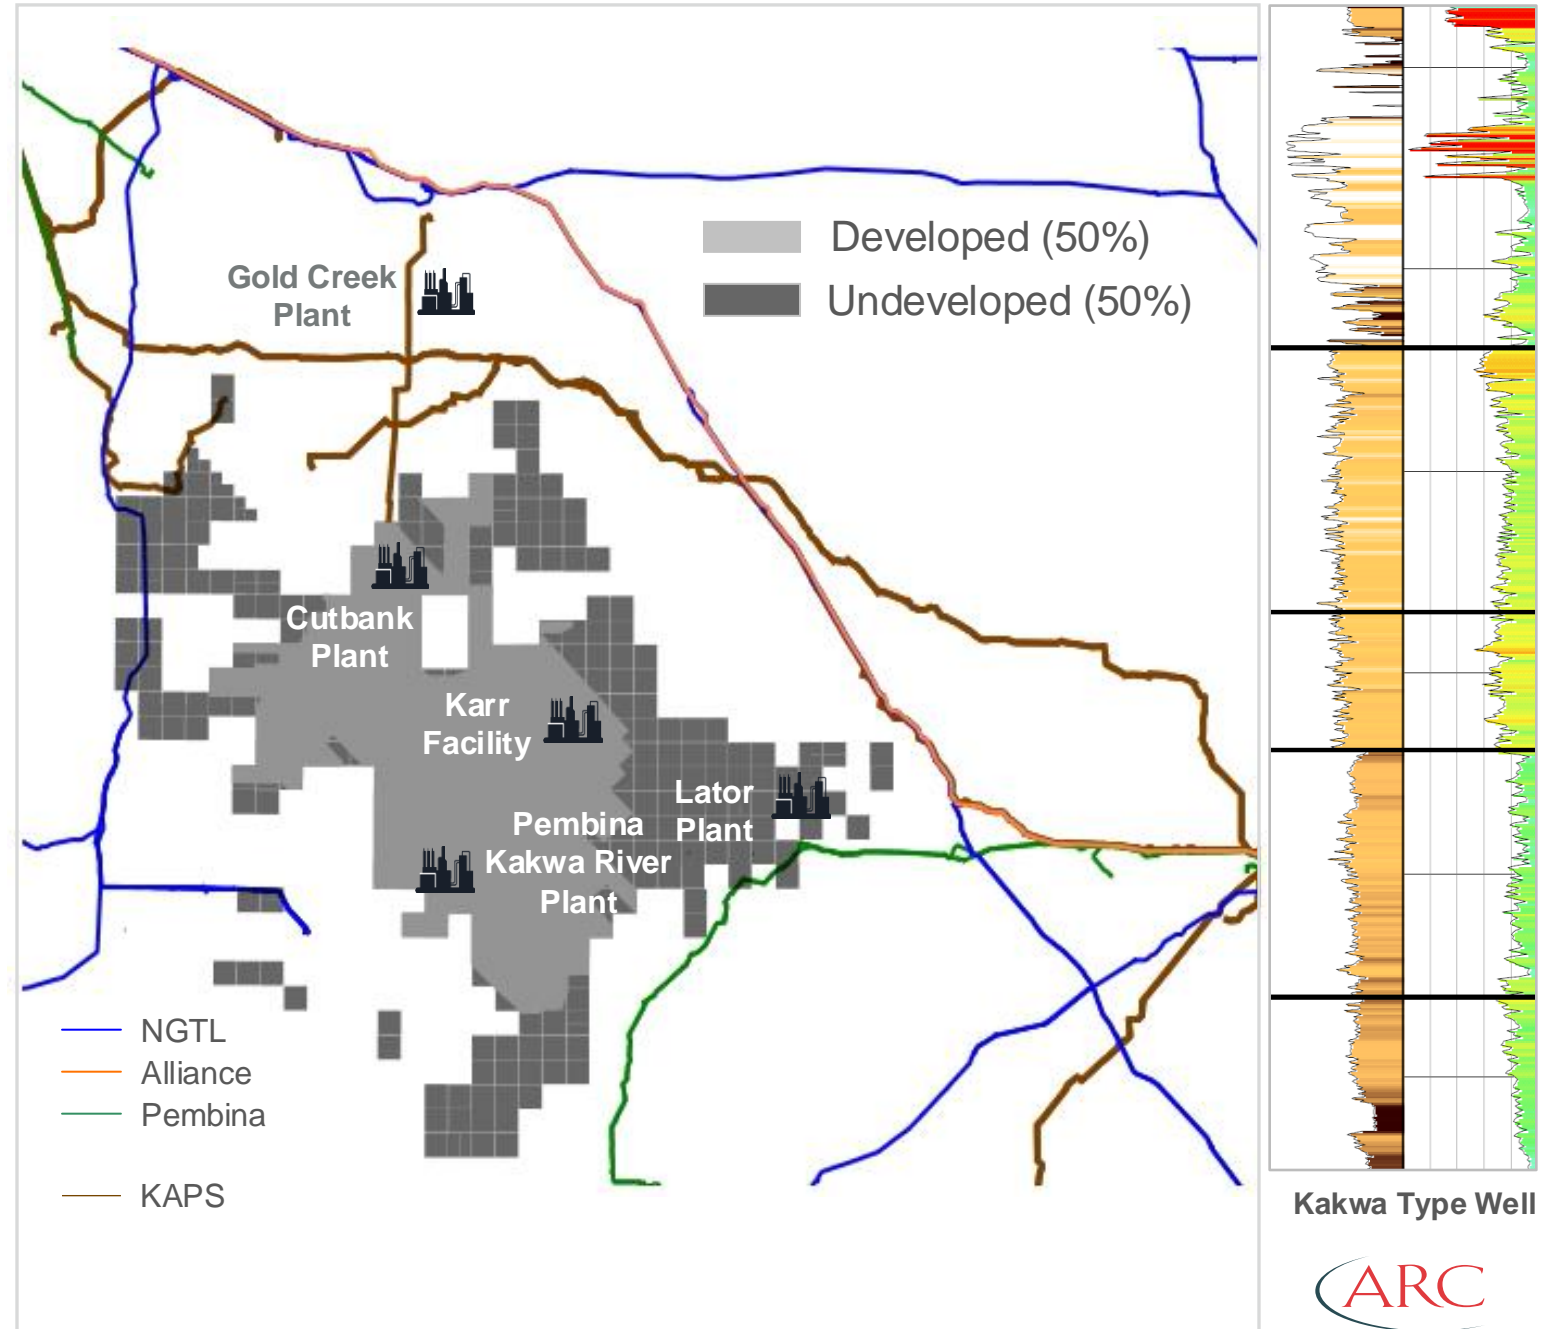 Developed (50%)
Undeveloped (50%)
Gold Creek
Plant
Cutbank
Plant
Karr
Facility
Lator
Plant
Pembina
Kakwa River
Plant
NGTL
Alliance
Pembina
KAPS
Kakwa Type Well
ARC